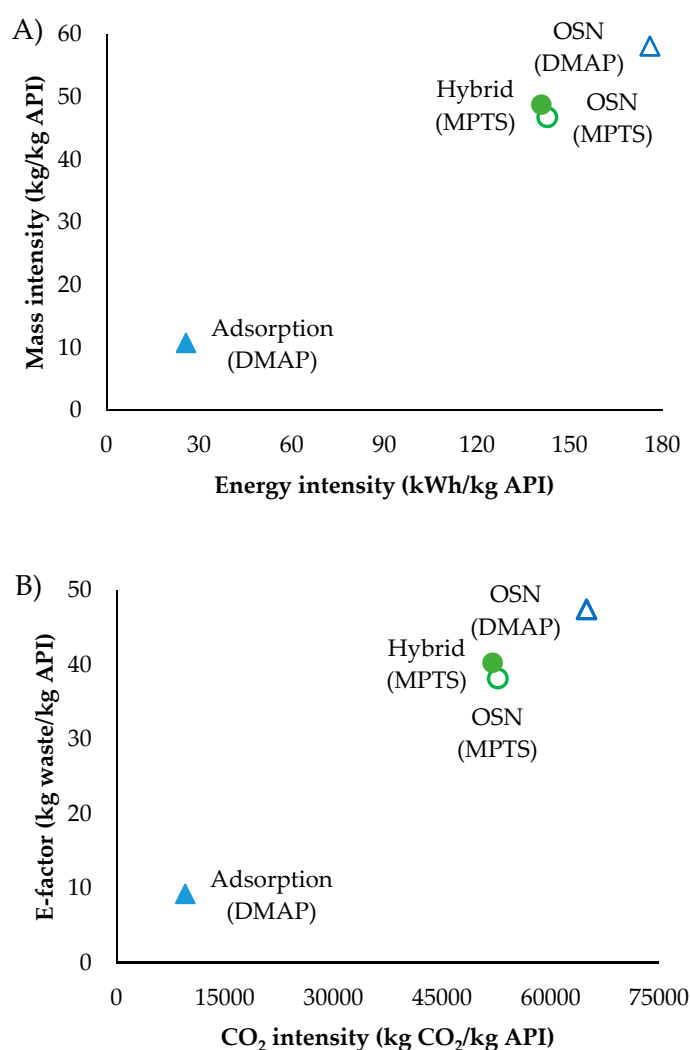 A)
Mass intensity (kg/kg API)
60
50
40
30
20
10
0
OSN
(DMAP)
Hybrid
(MPTS)
OSN
(MPTS)
Adsorption
(DMAP)
0 30 60 90 120 150 180
Energy intensity (kWh/kg API)
B)
E-factor (kg waste/kg API)
50
40
30
20
10
0
OSN
(DMAP)
Hybrid
(MPTS)
OSN
(MPTS)
Adsorption
(DMAP)
0 15000 30000 45000 60000 75000
CO₂ intensity (kg CO₂/kg API)